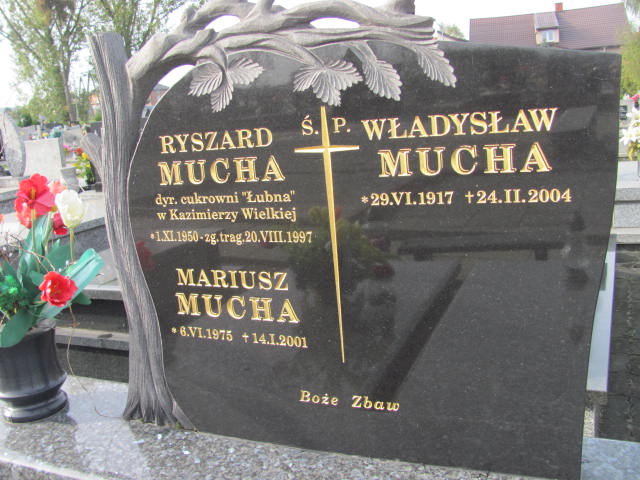 Ś. P.
RYSZARD
MUCHA
dyr. cukrowni "Łubna"
w Kazimierzy Wielkiej
*1.XI.1950-zg.trag.20.VIII.1997
MARIUSZ
MUCHA
* 6.VI.1975 +14.I.2001
WŁADYSŁAW
MUCHA
*29.VI.1917 +24.II.2004
Boże Zbaw